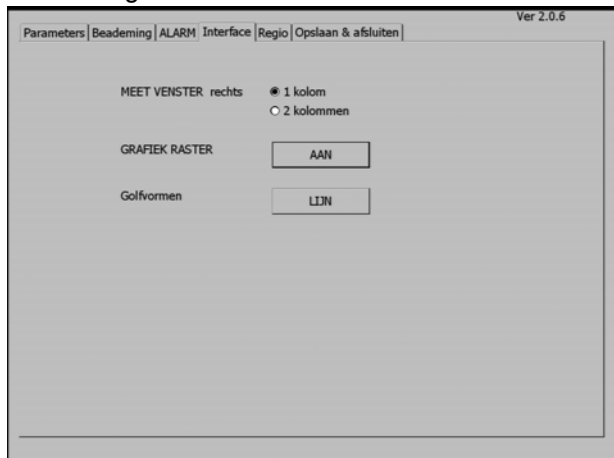 Ver 2.0.6
Parameters Beademing ALARM Interface Regio Opslaan & afsluiten
MEET VENSTER rechts
1 kolom
2 kolommen
GRAFIEK RASTER
AAN
Golfvormen
LIJN